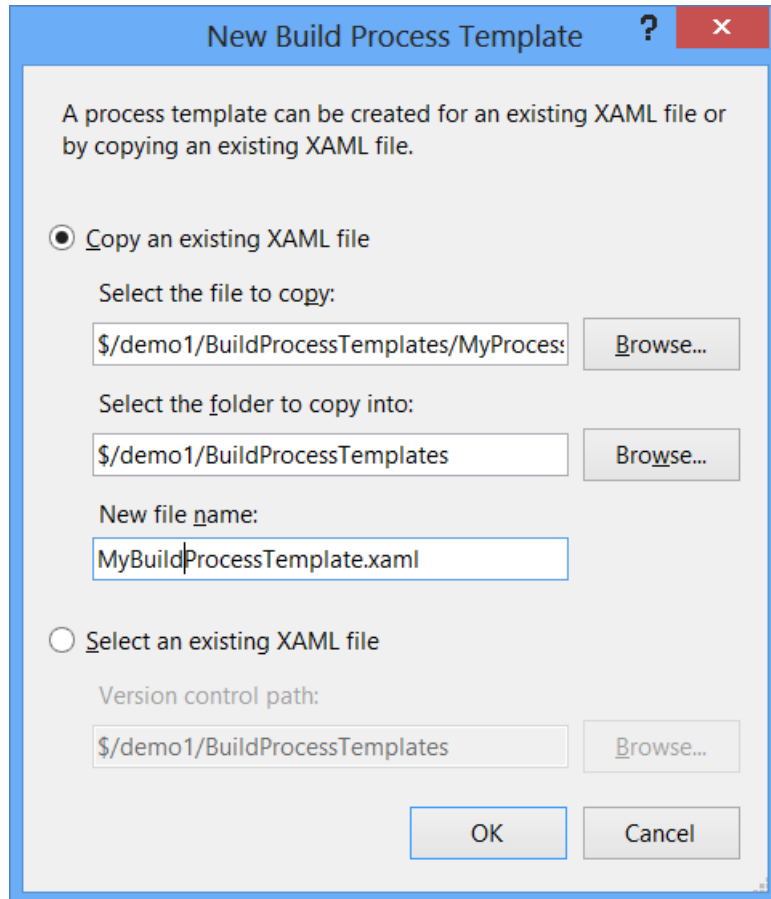 New Build Process Template
?
A process template can be created for an existing XAML file or
by copying an existing XAML file.
Copy an existing XAML file
Select the file to copy:
$/demo1/BuildProcessTemplates/MyProcess Browse...
Select the folder to copy into:
$/demo1/BuildProcessTemplates Browse...
New file name:
MyBuildProcessTemplate.xaml
Select an existing XAML file
Version control path:
$/demo1/BuildProcessTemplates Browse...
OK Cancel